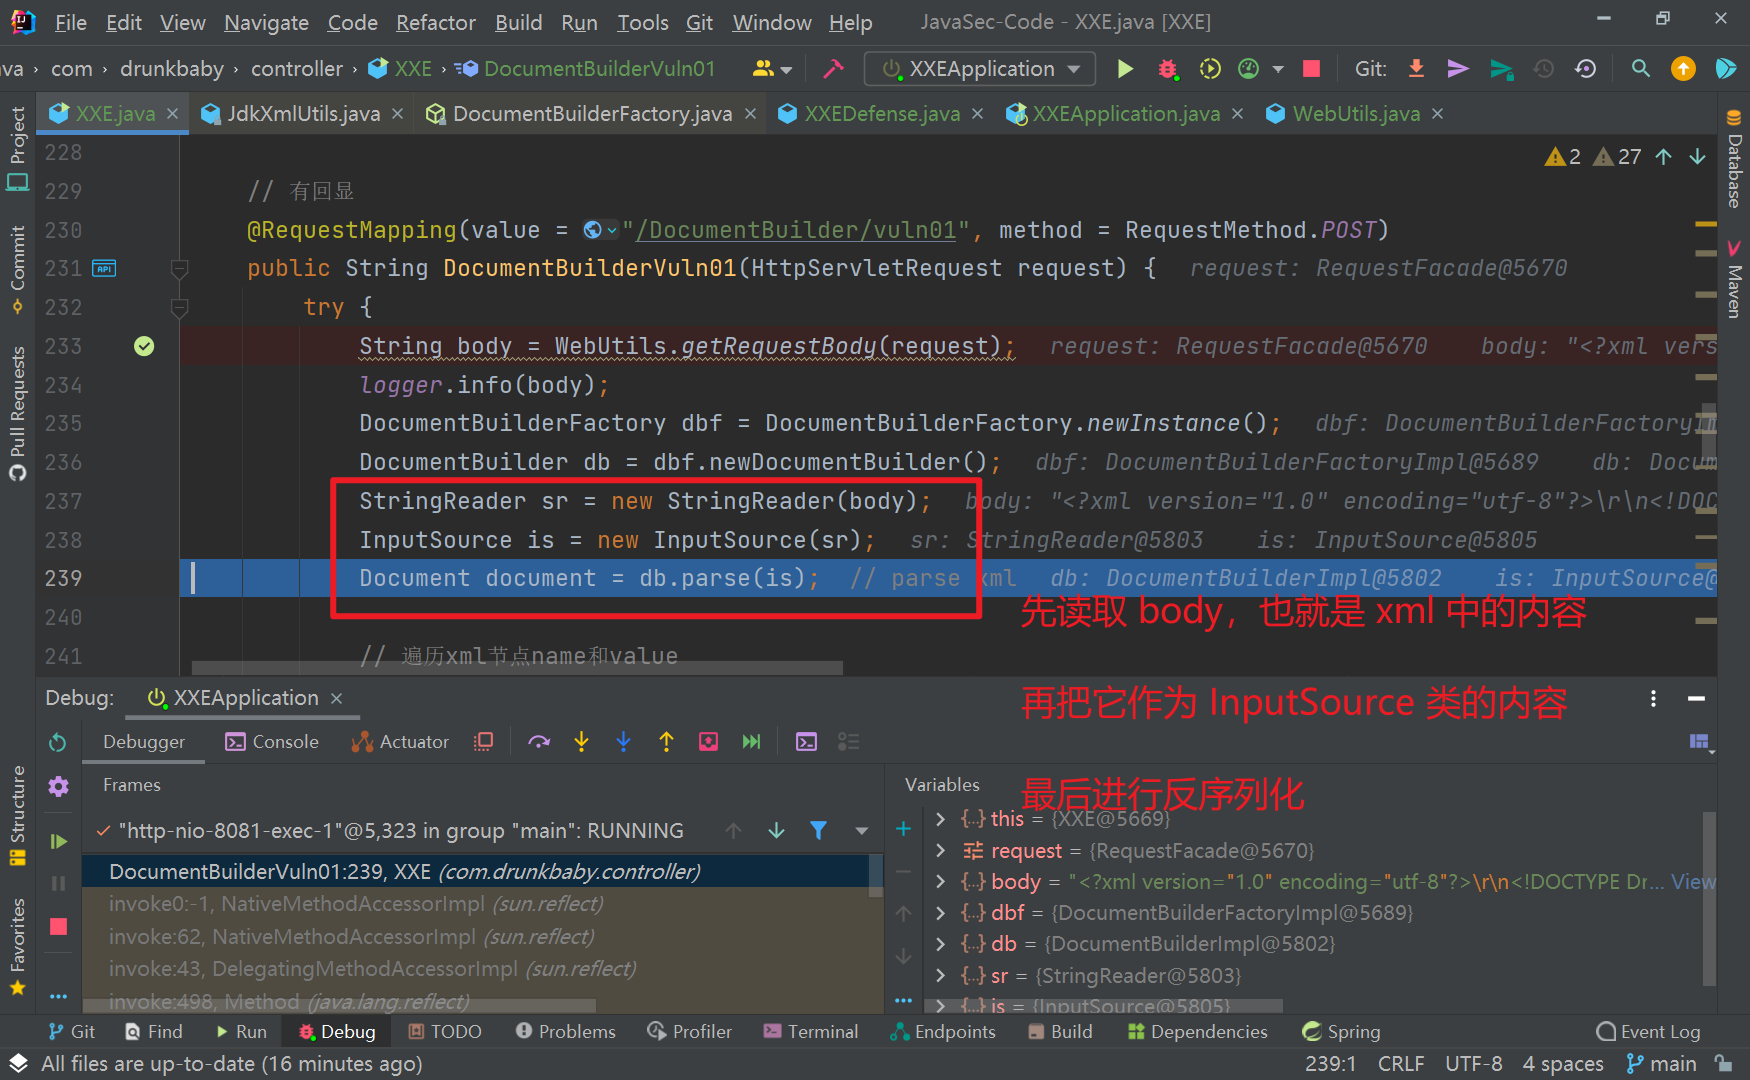 File Edit View Navigate Code Refactor Build Run Tools Git Window Help JavaSec-Code - XXE.java [XXE]
va › com › drunkbaby › controller › XXE › DocumentBuilderVuln01 XXEApplication Git:
XXE.java JdkXmlUtils.java DocumentBuilderFactory.java XXEDefense.java XXEApplication.java WebUtils.java
Project
Commit
Pull Requests
Structure
Favorites
Database
Maven
228 2 27
229 // 有回显
230 @RequestMapping(value = "/DocumentBuilder/vuln01", method = RequestMethod.POST)
231 API public String DocumentBuilderVuln01(HttpServletRequest request) { request: RequestFacade@5670
232 try {
233 String body = WebUtils.getRequestBody(request); request: RequestFacade@5670 body: "<?xml vers
234 logger.info(body);
235 DocumentBuilderFactory dbf = DocumentBuilderFactory.newInstance(); dbf: DocumentBuilderFactoryIm
236 DocumentBuilder db = dbf.newDocumentBuilder(); dbf: DocumentBuilderFactoryImpl@5689 db: Docum
237 StringReader sr = new StringReader(body); body: "<?xml version="1.0" encoding="utf-8"?>\r\n<!DOC
238 InputSource is = new InputSource(sr); sr: StringReader@5803 is: InputSource@5805
239 Document document = db.parse(is); // parse xml db: DocumentBuilderImpl@5802 is: InputSource@
240
先读取 body，也就是 xml 中的内容
241 // 遍历xml节点name和value
Debug: XXEApplication
再把它作为 InputSource 类的内容
Debugger Console Actuator
Frames
Variables
最后进行反序列化
"http-nio-8081-exec-1"@5,323 in group "main": RUNNING
DocumentBuilderVuln01:239, XXE (com.drunkbaby.controller)
invoke0:-1, NativeMethodAccessorImpl (sun.reflect)
invoke:62, NativeMethodAccessorImpl (sun.reflect)
invoke:43, DelegatingMethodAccessorImpl (sun.reflect)
invoke:498, Method (java.lang.reflect)
this = {XXE@5669}
request = {RequestFacade@5670}
body = "<?xml version="1.0" encoding="utf-8"?>\r\n<!DOCTYPE Dr... View
dbf = {DocumentBuilderFactoryImpl@5689}
db = {DocumentBuilderImpl@5802}
sr = {StringReader@5803}
is = {InputSource@5805}
Git Find Run Debug TODO Problems Profiler Terminal Endpoints Build Dependencies Spring Event Log
All files are up-to-date (16 minutes ago) 239:1 CRLF UTF-8 4 spaces main